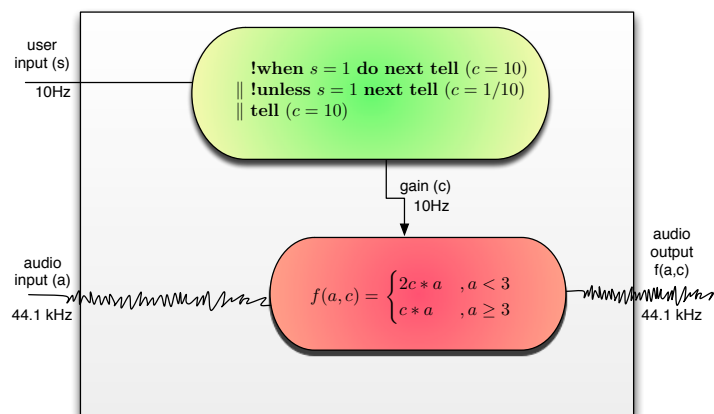 user
input (s)
10Hz
!when s = 1 do next tell (c = 10)
∥ !unless s = 1 next tell (c = 1/10)
∥ tell (c = 10)
gain (c)
10Hz
audio
input (a)
44.1 kHz
f(a, c) = { 2c ∗ a , a < 3
c ∗ a , a ≥ 3
audio
output
f(a,c)
44.1 kHz